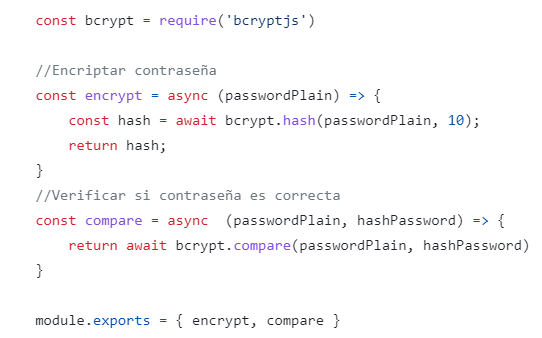 const bcrypt = require('bcryptjs')
//Encriptar contraseña
const encrypt = async (passwordPlain) => {
    const hash = await bcrypt.hash(passwordPlain, 10);
    return hash;
}
//Verificar si contraseña es correcta
const compare = async  (passwordPlain, hashPassword) => {
    return await bcrypt.compare(passwordPlain, hashPassword)
}
module.exports = { encrypt, compare }